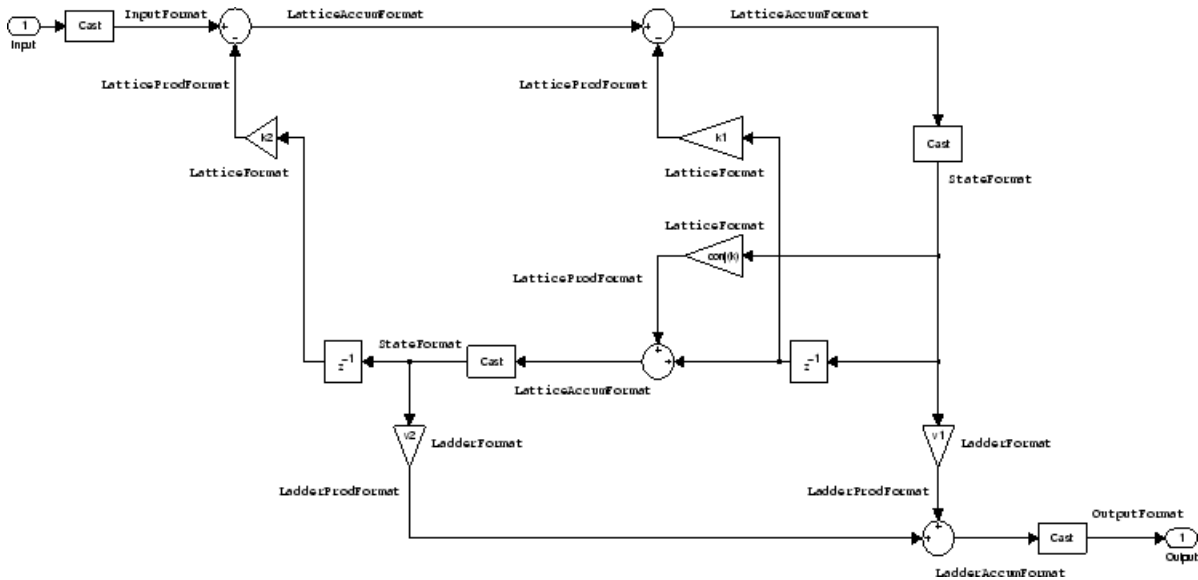 InputFormat
LatticeAccumFormat
LatticeAccumFormat
1
Cast
Input
LatticeProdFormat
LatticeProdFormat
k2
k1
Cast
LatticeFormat
LatticeFormat
StateFormat
LatticeFormat
conj(k)
LatticeProdFormat
StateFormat
z-1
Cast
z-1
LatticeAccumFormat
v2
LadderFormat
v1
LadderFormat
LadderProdFormat
LadderProdFormat
OutputFormat
Cast
1
Output
LadderAccumFormat